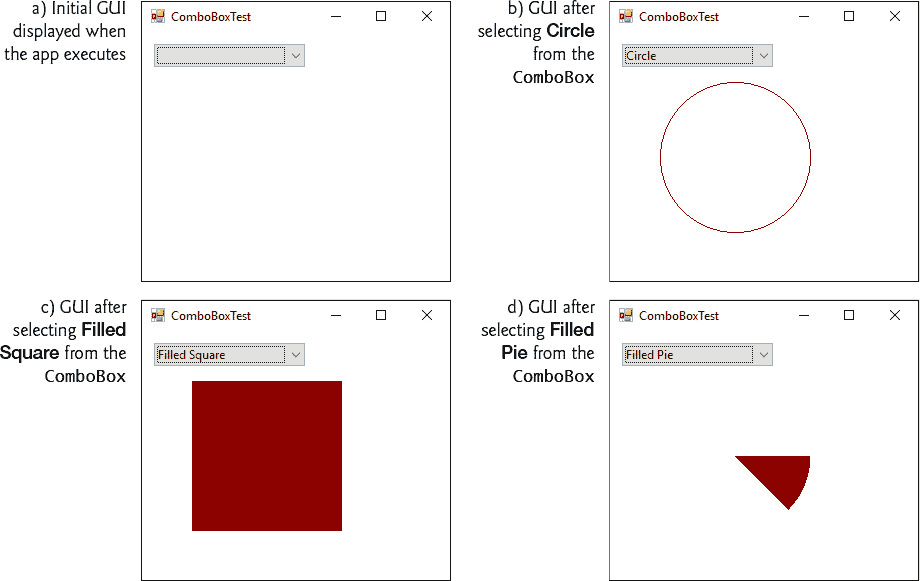 a) Initial GUI
displayed when
the app executes
ComboBoxTest
b) GUI after
selecting Circle
from the
ComboBox
ComboBoxTest
Circle
c) GUI after
selecting Filled
Square from the
ComboBox
ComboBoxTest
Filled Square
d) GUI after
selecting Filled
Pie from the
ComboBox
ComboBoxTest
Filled Pie